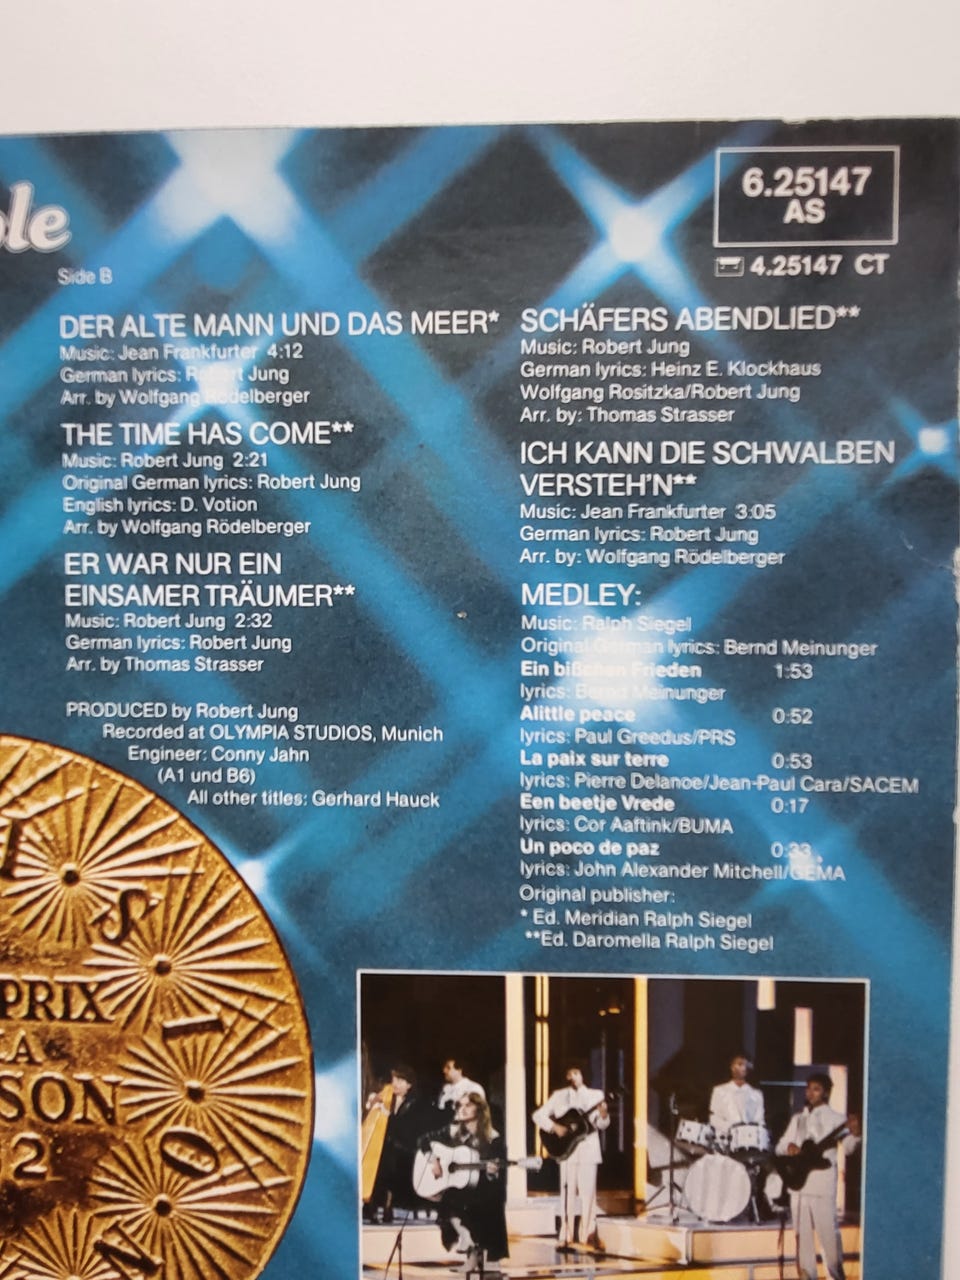 ole
Side B
DER ALTE MANN UND DAS MEER*
Music: Jean Frankfurter 4:12
German lyrics: Robert Jung
Arr. by Wolfgang Rödelberger
THE TIME HAS COME**
Music: Robert Jung 2:21
Original German lyrics: Robert Jung
English lyrics: D. Votion
Arr. by Wolfgang Rödelberger
ER WAR NUR EIN
EINSAMER TRÄUMER**
Music: Robert Jung 2:32
German lyrics: Robert Jung
Arr. by Thomas Strasser
PRODUCED by Robert Jung
Recorded at OLYMPIA STUDIOS, Munich
Engineer: Conny Jahn
(A1 und B6)
All other titles: Gerhard Hauck
6.25147
AS
4.25147 CT
SCHÄFERS ABENDLIED**
Music: Robert Jung
German lyrics: Heinz E. Klockhaus
Wolfgang Rositzka/Robert Jung
Arr. by: Thomas Strasser
ICH KANN DIE SCHWALBEN
VERSTEH'N**
Music: Jean Frankfurter 3:05
German lyrics: Robert Jung
Arr. by: Wolfgang Rödelberger
MEDLEY:
Music: Ralph Siegel
Original German lyrics: Bernd Meinunger
Ein bißchen Frieden 1:53
lyrics: Bernd Meinunger
Alittle peace 0:52
lyrics: Paul Greedus/PRS
La paix sur terre 0:53
lyrics: Pierre Delanoe/Jean-Paul Cara/SACEM
Een beetje Vrede 0:17
lyrics: Cor Aaftink/BUMA
Un poco de paz 0:33
lyrics: John Alexander Mitchell/GEMA
Original publisher:
* Ed. Meridian Ralph Siegel
**Ed. Daromella Ralph Siegel
I S I O N
PRIX
A
SON
2